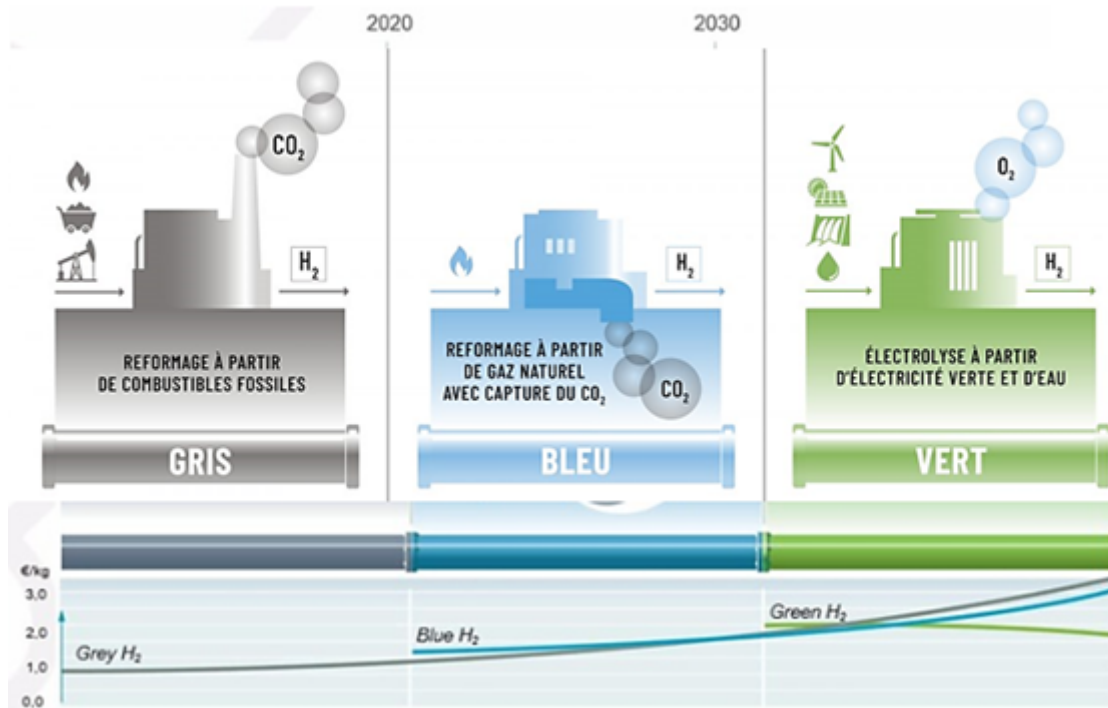 2020
2030
CO₂
O₂
H₂
H₂
H₂
REFORMAGE À PARTIR
DE COMBUSTIBLES FOSSILES
REFORMAGE À PARTIR
DE GAZ NATUREL
AVEC CAPTURE DU CO₂
CO₂
ÉLECTROLYSE À PARTIR
D'ÉLECTRICITÉ VERTE ET D'EAU
GRIS
BLEU
VERT
€/kg
3,0
2,0
1,0
0,0
Grey H₂
Blue H₂
Green H₂